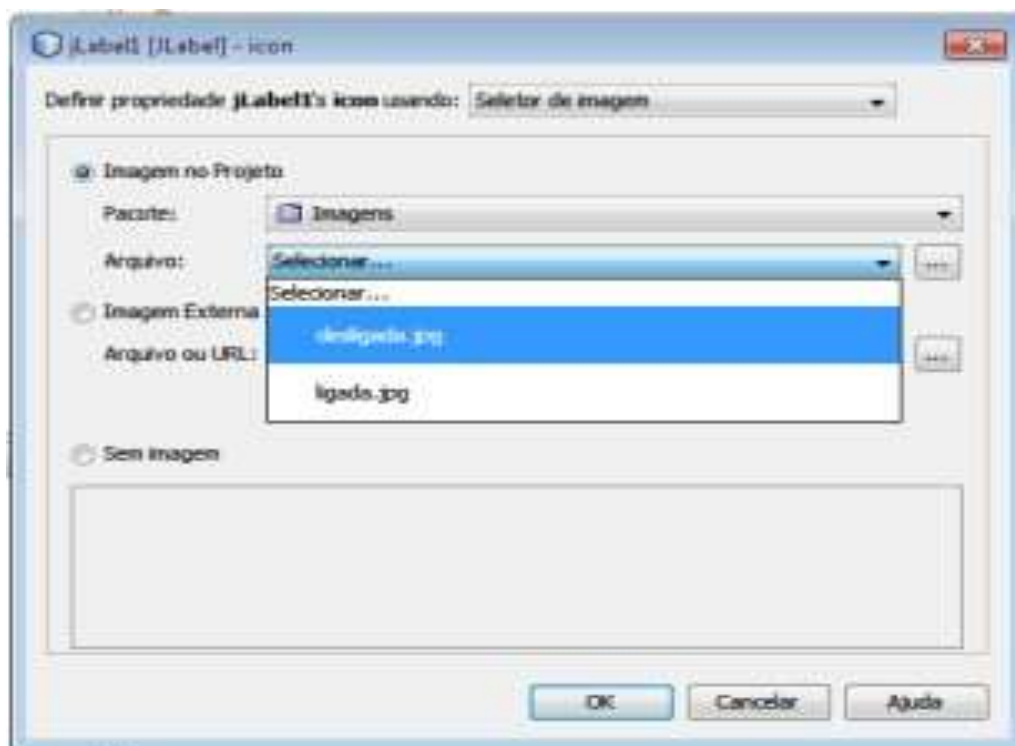 jLabel1 [JLabel] - icon
Definir propriedade jLabel1's icon usando: Seletor de imagem
Imagem no Projeto
Pacote: Imagens
Arquivo: Selecionar... ...
Selecionar...
Imagem Externa
desligada.jpg
Arquivo ou URL: ...
ligada.jpg
Sem imagem
OK Cancelar Ajuda